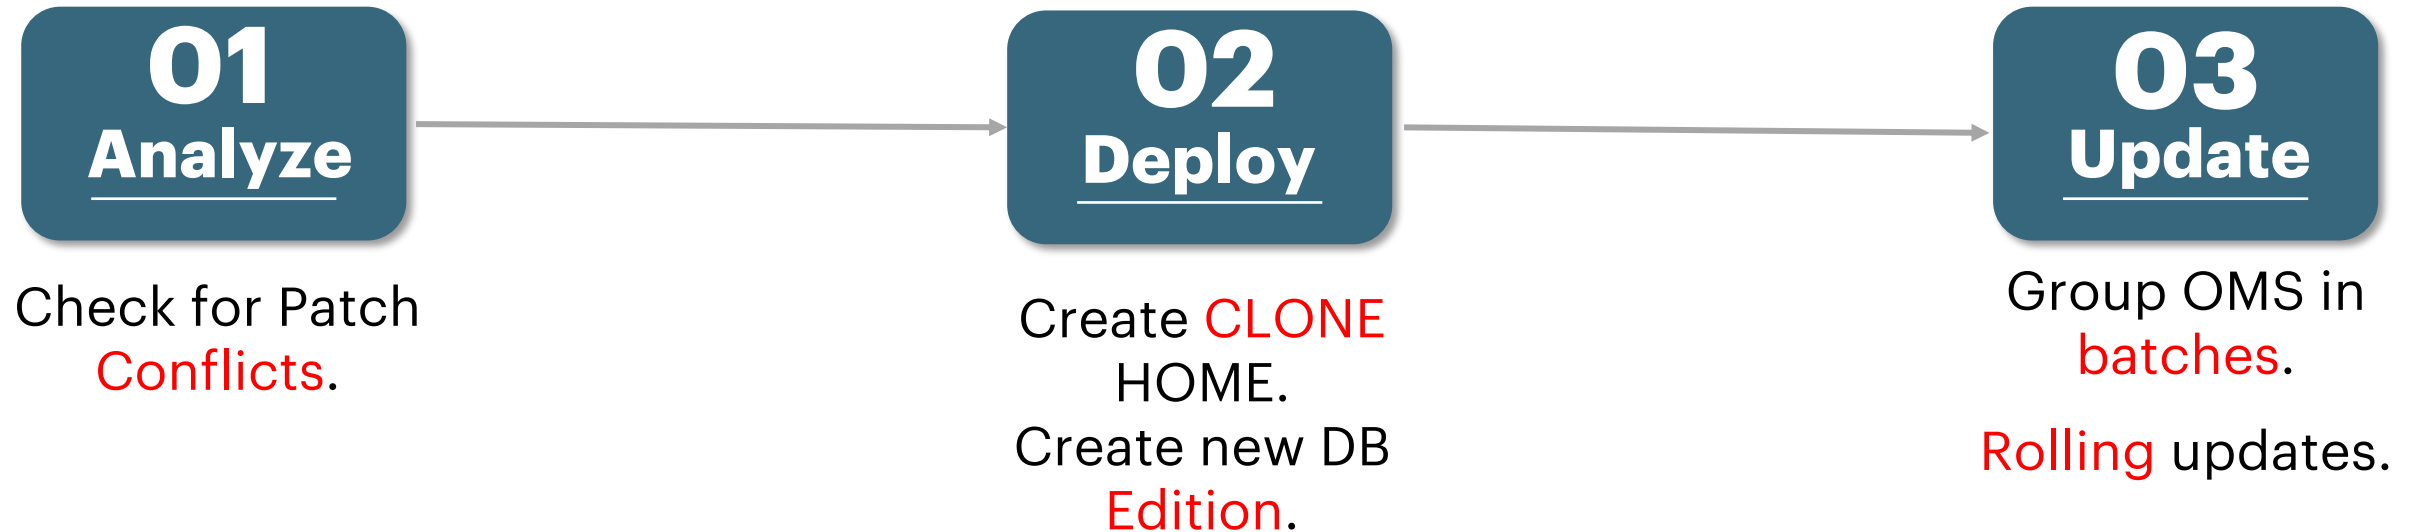 01
Analyze
Check for Patch
Conflicts.
02
Deploy
Create CLONE
HOME.
Create new DB
Edition.
03
Update
Group OMS in
batches.
Rolling updates.